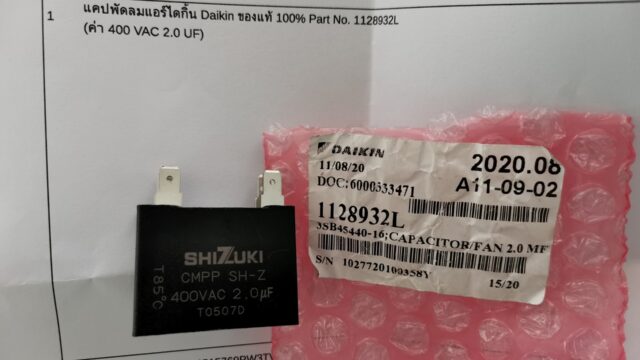 1
แคปพัดลมแอร์ไดกิ้น Daikin ของแท้ 100% Part No. 1128932L
(ค่า 400 VAC 2.0 UF)
DAIKIN
11/08/20
DOC:6000333471
2020.08
A11-09-02
1128932L
3SB45440-16;CAPACITOR/FAN 2.0 MF
S/N 1027720109358Y
15/20
SHIZUKI
CMPP SH-Z
400VAC 2.0µF
T0507D
T85°C